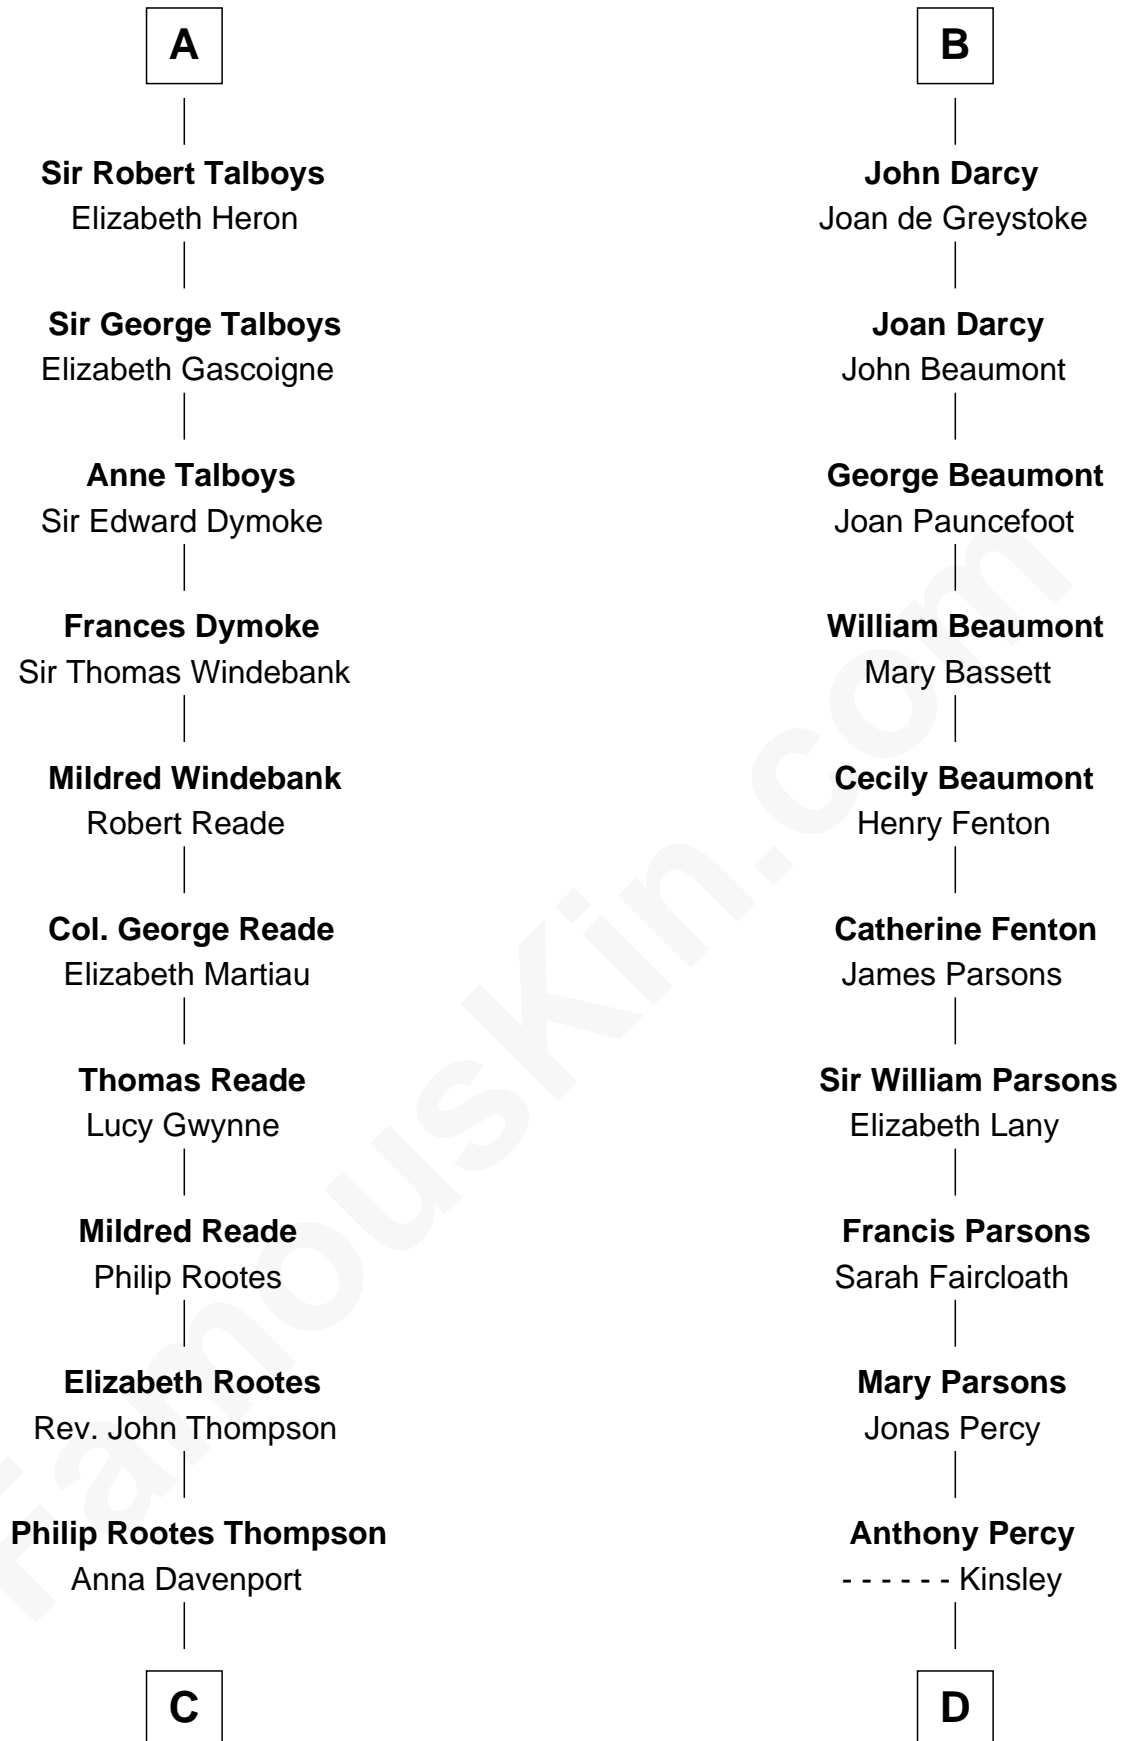 A
Sir Robert Talboys
Elizabeth Heron
Sir George Talboys
Elizabeth Gascoigne
Anne Talboys
Sir Edward Dymoke
Frances Dymoke
Sir Thomas Windebank
Mildred Windebank
Robert Reade
Col. George Reade
Elizabeth Martiau
Thomas Reade
Lucy Gwynne
Mildred Reade
Philip Rootes
Elizabeth Rootes
Rev. John Thompson
Philip Rootes Thompson
Anna Davenport
C
B
John Darcy
Joan de Greystoke
Joan Darcy
John Beaumont
George Beaumont
Joan Pauncefoot
William Beaumont
Mary Bassett
Cecily Beaumont
Henry Fenton
Catherine Fenton
James Parsons
Sir William Parsons
Elizabeth Lany
Francis Parsons
Sarah Faircloath
Mary Parsons
Jonas Percy
Anthony Percy
- - - - - - Kinsley
D
FamousKin.com